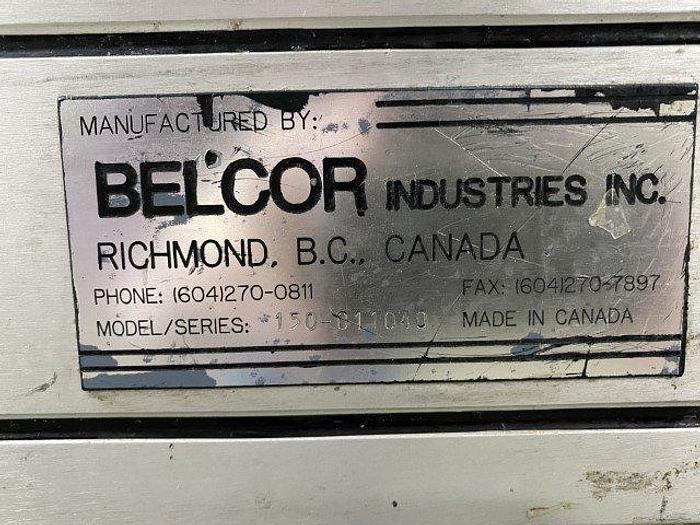 MANUFACTURED BY:
BELCOR INDUSTRIES INC.
RICHMOND, B.C., CANADA
PHONE: (604)270-0811
FAX: (604)270-7897
MODEL/SERIES:
MADE IN CANADA